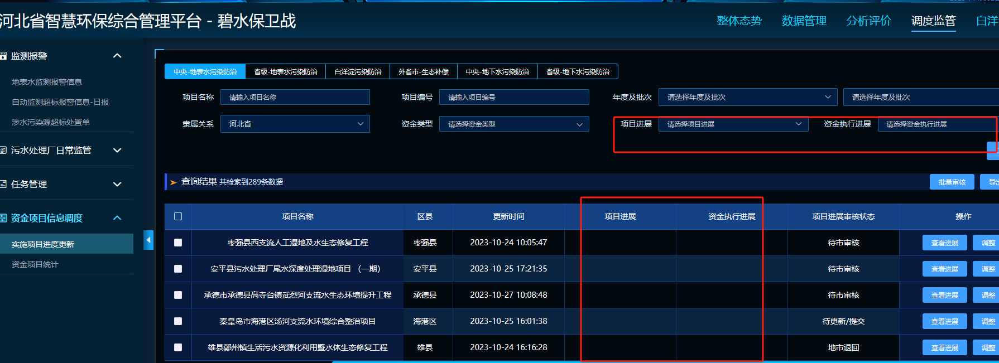 河北省智慧环保综合管理平台 - 碧水保卫战
整体态势 数据管理 分析评价 调度监管 白洋
监测报警
地表水监测报警信息
自动监测超标报警信息-日报
涉水污染源超标处置单
污水处理厂日常监管
任务管理
资金项目信息调度
实施项目进度更新
资金项目统计
中央-地表水污染防治 省级-地表水污染防治 白洋淀污染防治 外省市-生态补偿 中央-地下水污染防治 省级-地下水污染防治
项目名称 请输入项目名称 项目编号 请输入项目编号 年度及批次 请选择年度及批次 请选择年度及批次
隶属关系 河北省 资金类型 请选择资金类型 项目进展 请选择项目进展 资金执行进展 请选择资金执行进展
查询结果 共检索到289条数据 批量审核 导出
项目名称 区县 更新时间 项目进展 资金执行进展 项目进展审核状态 操作
枣强县西支流人工湿地及水生态修复工程 枣强县 2023-10-24 10:05:47 待市审核 查看进展 调整
安平县污水处理厂尾水深度处理湿地项目 （一期） 安平县 2023-10-25 17:21:35 待市审核 查看进展 调整
承德市承德县高寺台镇武烈河支流水生态环境提升工程 承德县 2023-10-27 10:08:48 待市审核 查看进展 调整
秦皇岛市海港区汤河支流水环境综合整治项目 海港区 2023-10-25 16:01:38 待更新/提交 查看进展 调整
雄县鄚州镇生活污水资源化利用暨水体生态修复工程 雄县 2023-10-24 16:16:28 地市退回 查看进展 调整